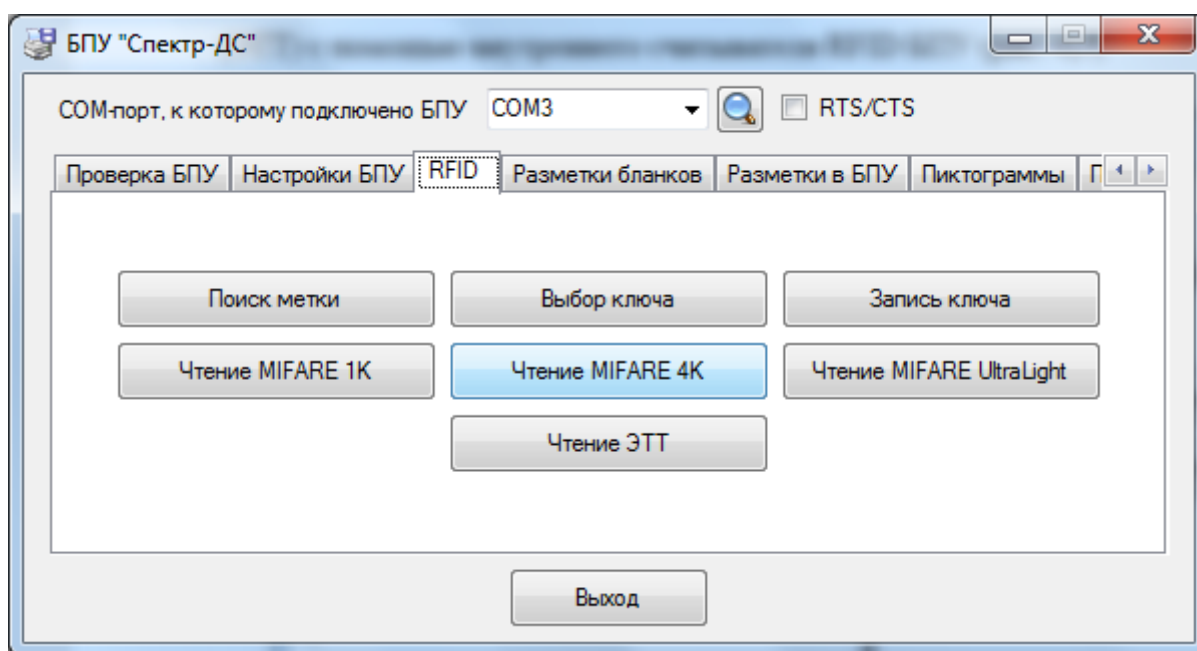 БПУ "Спектр-ДС"
COM-порт, к которому подключено БПУ COM3 RTS/CTS
Проверка БПУ Настройки БПУ RFID Разметки бланков Разметки в БПУ Пиктограммы
Поиск метки Выбор ключа Запись ключа
Чтение MIFARE 1K Чтение MIFARE 4K Чтение MIFARE UltraLight
Чтение ЭТТ
Выход